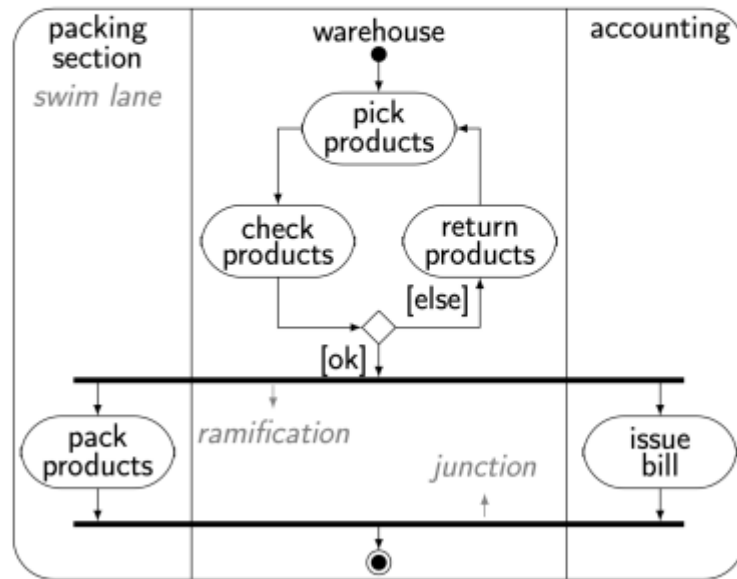 packing
section
swim lane
warehouse
accounting
pick
products
check
products
return
products
[else]
[ok]
ramification
pack
products
junction
issue
bill